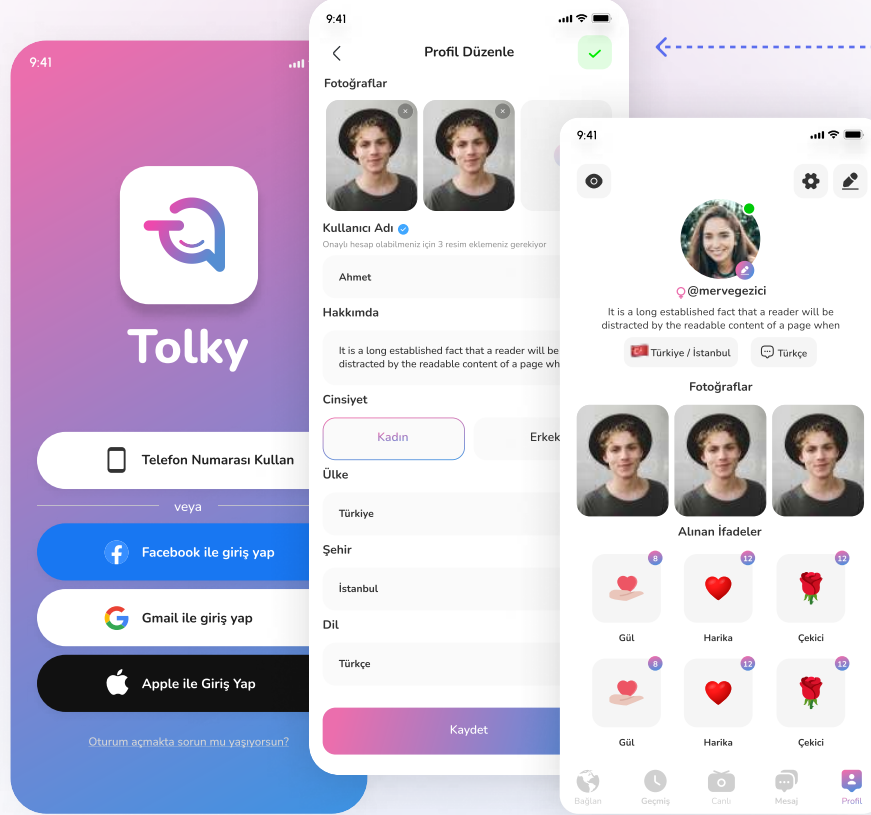 9:41
Tolky
Telefon Numarası Kullan
veya
Facebook ile giriş yap
Gmail ile giriş yap
Apple ile Giriş Yap
Oturum açmakta sorun mu yaşıyorsun?
9:41
Profil Düzenle
Fotoğraflar
Kullanıcı Adı
Onaylı hesap olabilmeniz için 3 resim eklemeniz gerekiyor
Ahmet
Hakkımda
It is a long established fact that a reader will be
distracted by the readable content of a page wh
Cinsiyet
Kadın
Erkek
Ülke
Türkiye
Şehir
İstanbul
Dil
Türkçe
Kaydet
9:41
@mervegezici
It is a long established fact that a reader will be
distracted by the readable content of a page when
Türkiye / İstanbul
Türkçe
Fotoğraflar
Alınan İfadeler
8
12
12
Gül
Harika
Çekici
8
12
12
Gül
Harika
Çekici
Bağlan
Geçmiş
Canlı
Mesaj
Profil